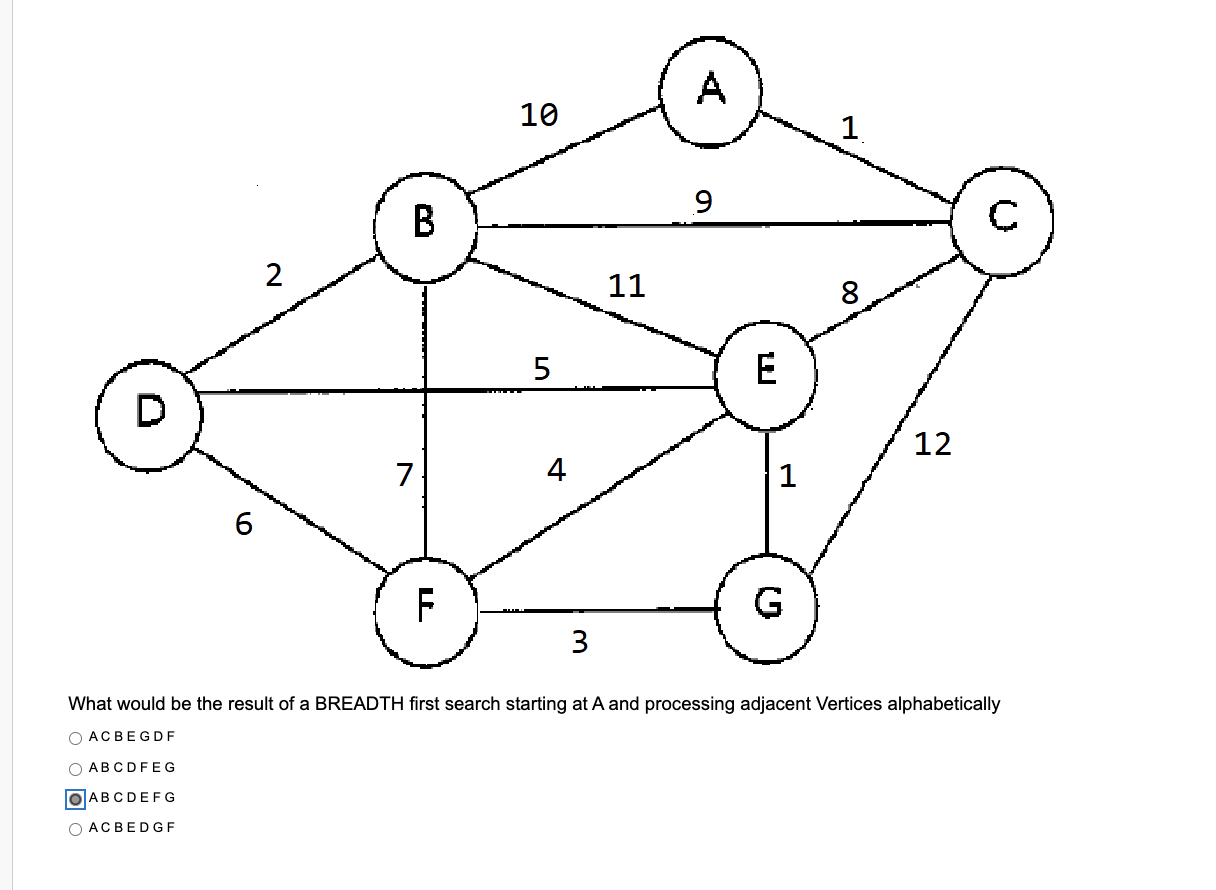 A
10
1
9
B
C
2
11
8
5
E
D
12
7
4
1
6
F
G
3
What would be the result of a BREADTH first search starting at A and processing adjacent Vertices alphabetically
A C B E G D F
A B C D F E G
A B C D E F G
A C B E D G F